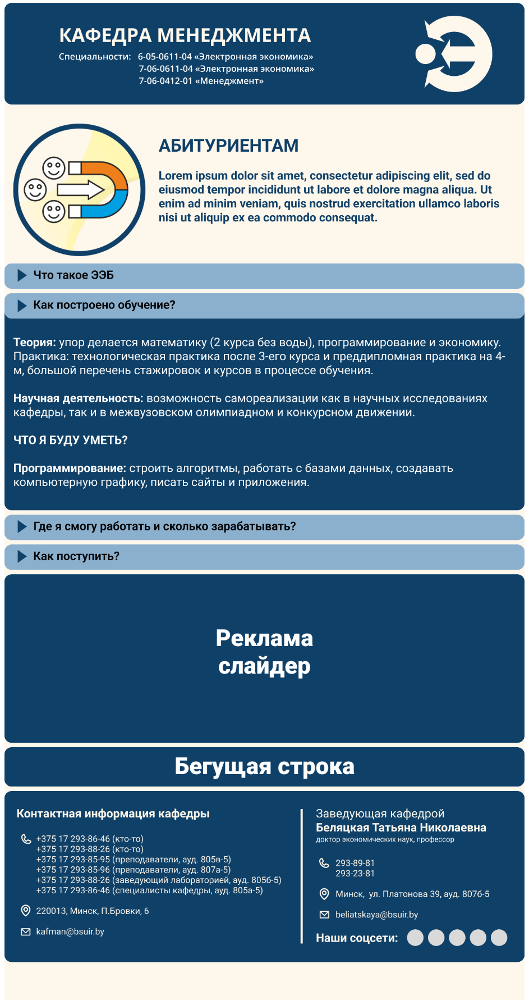 КАФЕДРА МЕНЕДЖМЕНТА
Специальности: 6-05-0611-04 «Электронная экономика»
7-06-0611-04 «Электронная экономика»
7-06-0412-01 «Менеджмент»
АБИТУРИЕНТАМ
Lorem ipsum dolor sit amet, consectetur adipiscing elit, sed do
eiusmod tempor incididunt ut labore et dolore magna aliqua. Ut
enim ad minim veniam, quis nostrud exercitation ullamco laboris
nisi ut aliquip ex ea commodo consequat.
Что такое ЭЭБ
Как построено обучение?
Теория: упор делается математику (2 курса без воды), программирование и экономику.
Практика: технологическая практика после 3-его курса и преддипломная практика на 4-
м, большой перечень стажировок и курсов в процессе обучения.
Научная деятельность: возможность самореализации как в научных исследованиях
кафедры, так и в межвузовском олимпиадном и конкурсном движении.
ЧТО Я БУДУ УМЕТЬ?
Программирование: строить алгоритмы, работать с базами данных, создавать
компьютерную графику, писать сайты и приложения.
Где я смогу работать и сколько зарабатывать?
Как поступить?
Реклама
слайдер
Бегущая строка
Контактная информация кафедры
+375 17 293-86-46 (кто-то)
+375 17 293-88-26 (кто-то)
+375 17 293-85-95 (преподаватели, ауд. 805в-5)
+375 17 293-85-96 (преподаватели, ауд. 807а-5)
+375 17 293-88-26 (заведующий лабораторией, ауд. 805б-5)
+375 17 293-86-46 (специалисты кафедры, ауд. 805а-5)
220013, Минск, П.Бровки, 6
kafman@bsuir.by
Заведующая кафедрой
Беляцкая Татьяна Николаевна
доктор экономических наук, профессор
293-89-81
293-23-81
Минск, ул. Платонова 39, ауд. 807б-5
beliatskaya@bsuir.by
Наши соцсети: